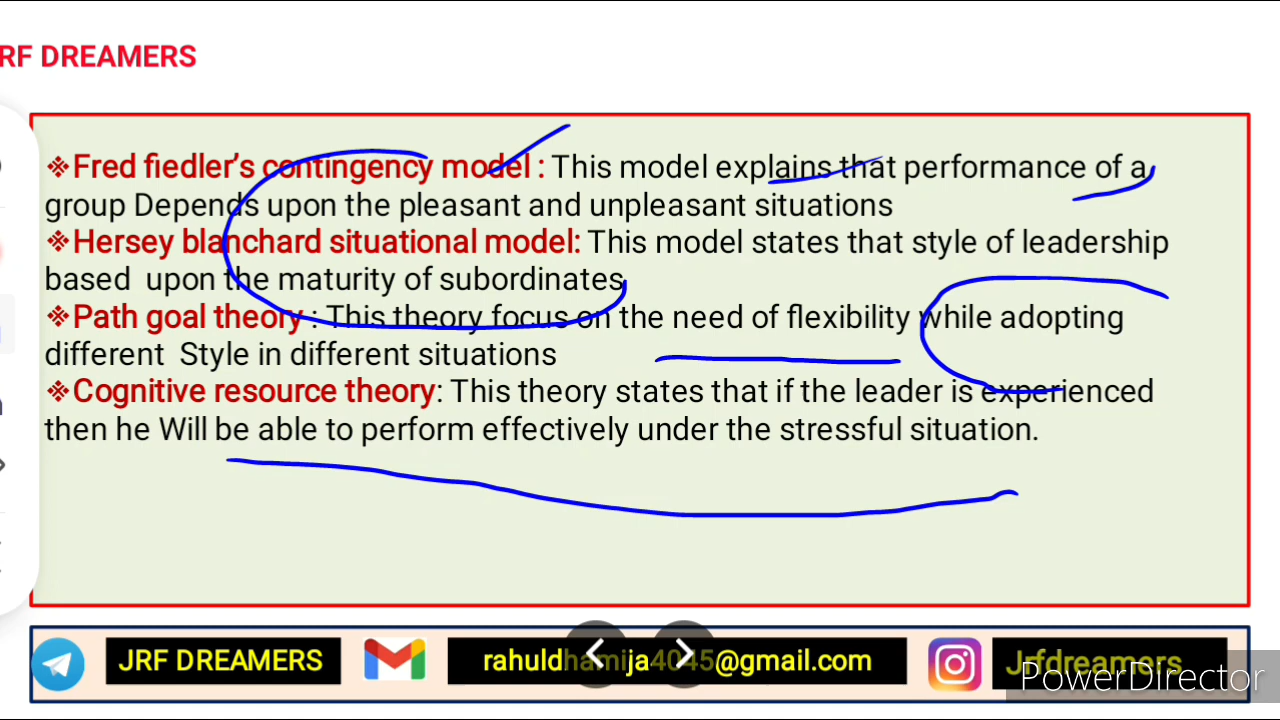 RF DREAMERS
❖Fred fiedler's contingency model : This model explains that performance of a
group Depends upon the pleasant and unpleasant situations
❖Hersey blanchard situational model: This model states that style of leadership
based upon the maturity of subordinates
❖Path goal theory : This theory focus on the need of flexibility while adopting
different Style in different situations
❖Cognitive resource theory: This theory states that if the leader is experienced
then he Will be able to perform effectively under the stressful situation.
JRF DREAMERS
rahuldhamija4045@gmail.com
Jrfdreamers
PowerDirector